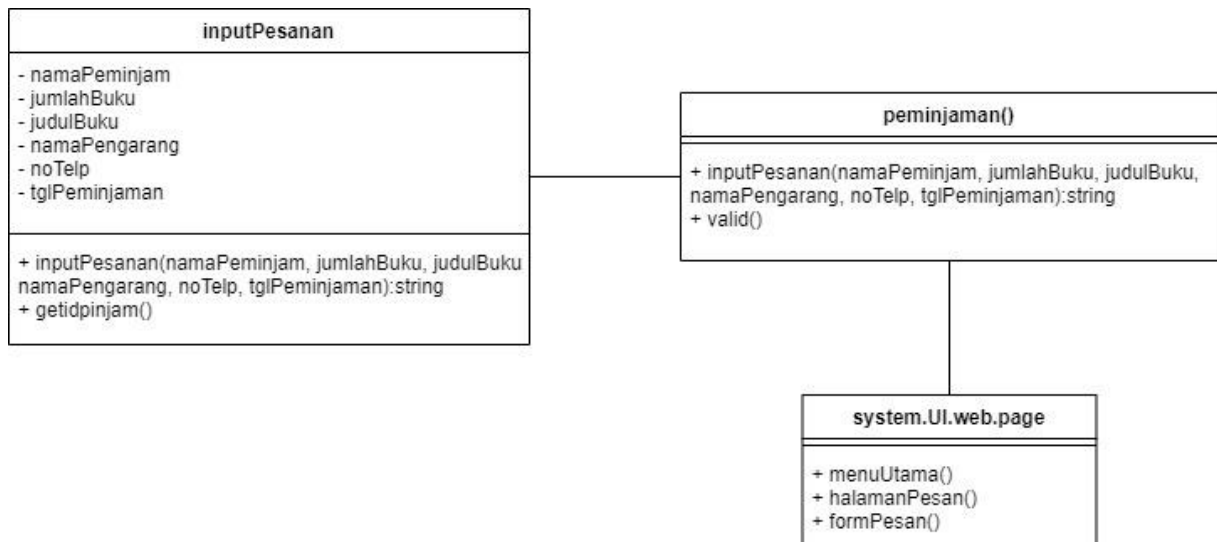 inputPesanan
- namaPeminjam
- jumlahBuku
- judulBuku
- namaPengarang
- noTelp
- tglPeminjaman
+ inputPesanan(namaPeminjam, jumlahBuku, judulBuku
namaPengarang, noTelp, tglPeminjaman):string
+ getidpinjam()
peminjaman()
+ inputPesanan(namaPeminjam, jumlahBuku, judulBuku,
namaPengarang, noTelp, tglPeminjaman):string
+ valid()
system.UI.web.page
+ menuUtama()
+ halamanPesan()
+ formPesan()